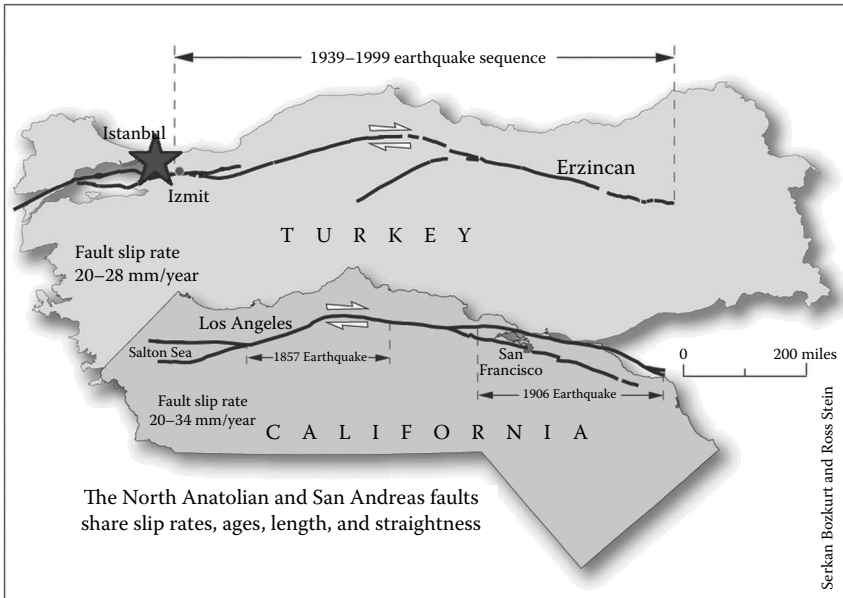 1939–1999 earthquake sequence
Istanbul
Izmit
Erzincan
TURKEY
Fault slip rate
20–28 mm/year
Los Angeles
Salton Sea
1857 Earthquake
San
Francisco
1906 Earthquake
0 200 miles
Fault slip rate
20–34 mm/year
CALIFORNIA
The North Anatolian and San Andreas faults
share slip rates, ages, length, and straightness
Serkan Bozkurt and Ross Stein